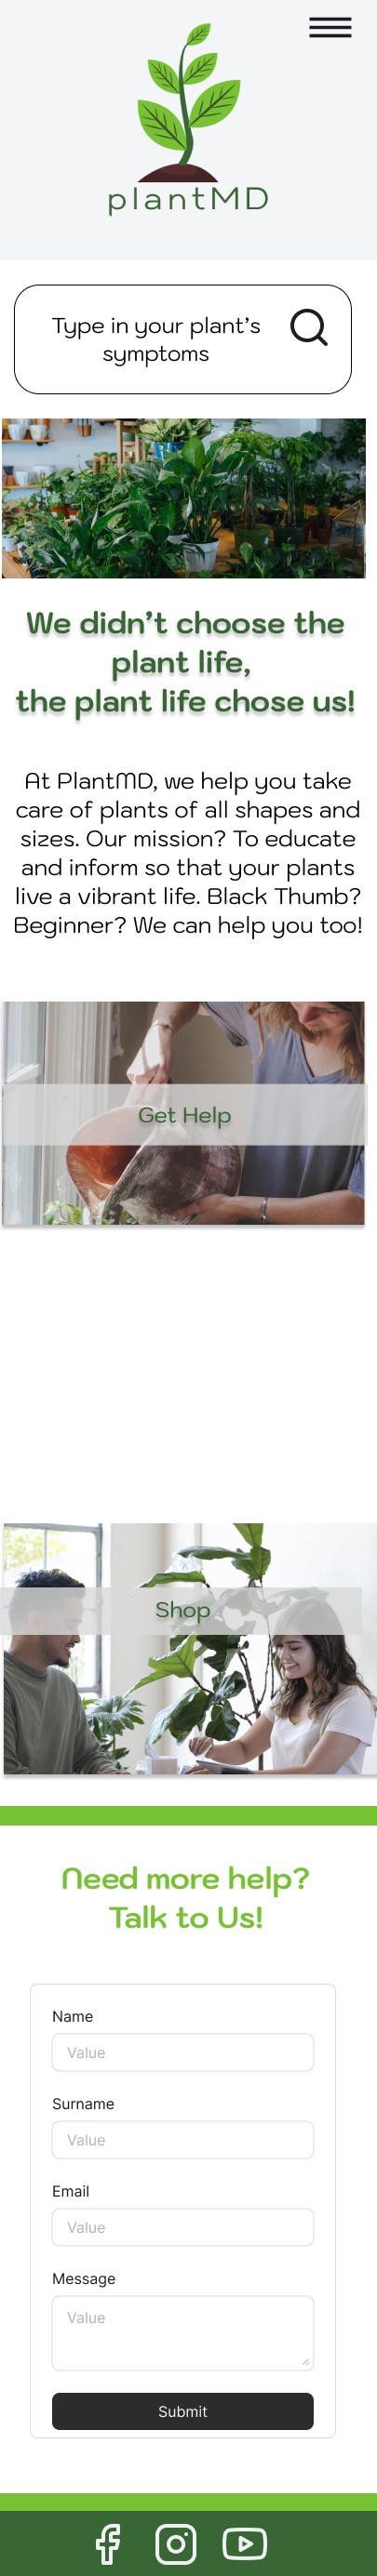 plantMD
Type in your plant’s
symptoms
We didn’t choose the
plant life,
the plant life chose us!
At PlantMD, we help you take
care of plants of all shapes and
sizes. Our mission? To educate
and inform so that your plants
live a vibrant life. Black Thumb?
Beginner? We can help you too!
Get Help
Shop
Need more help?
Talk to Us!
Name
Value
Surname
Value
Email
Value
Message
Value
Submit